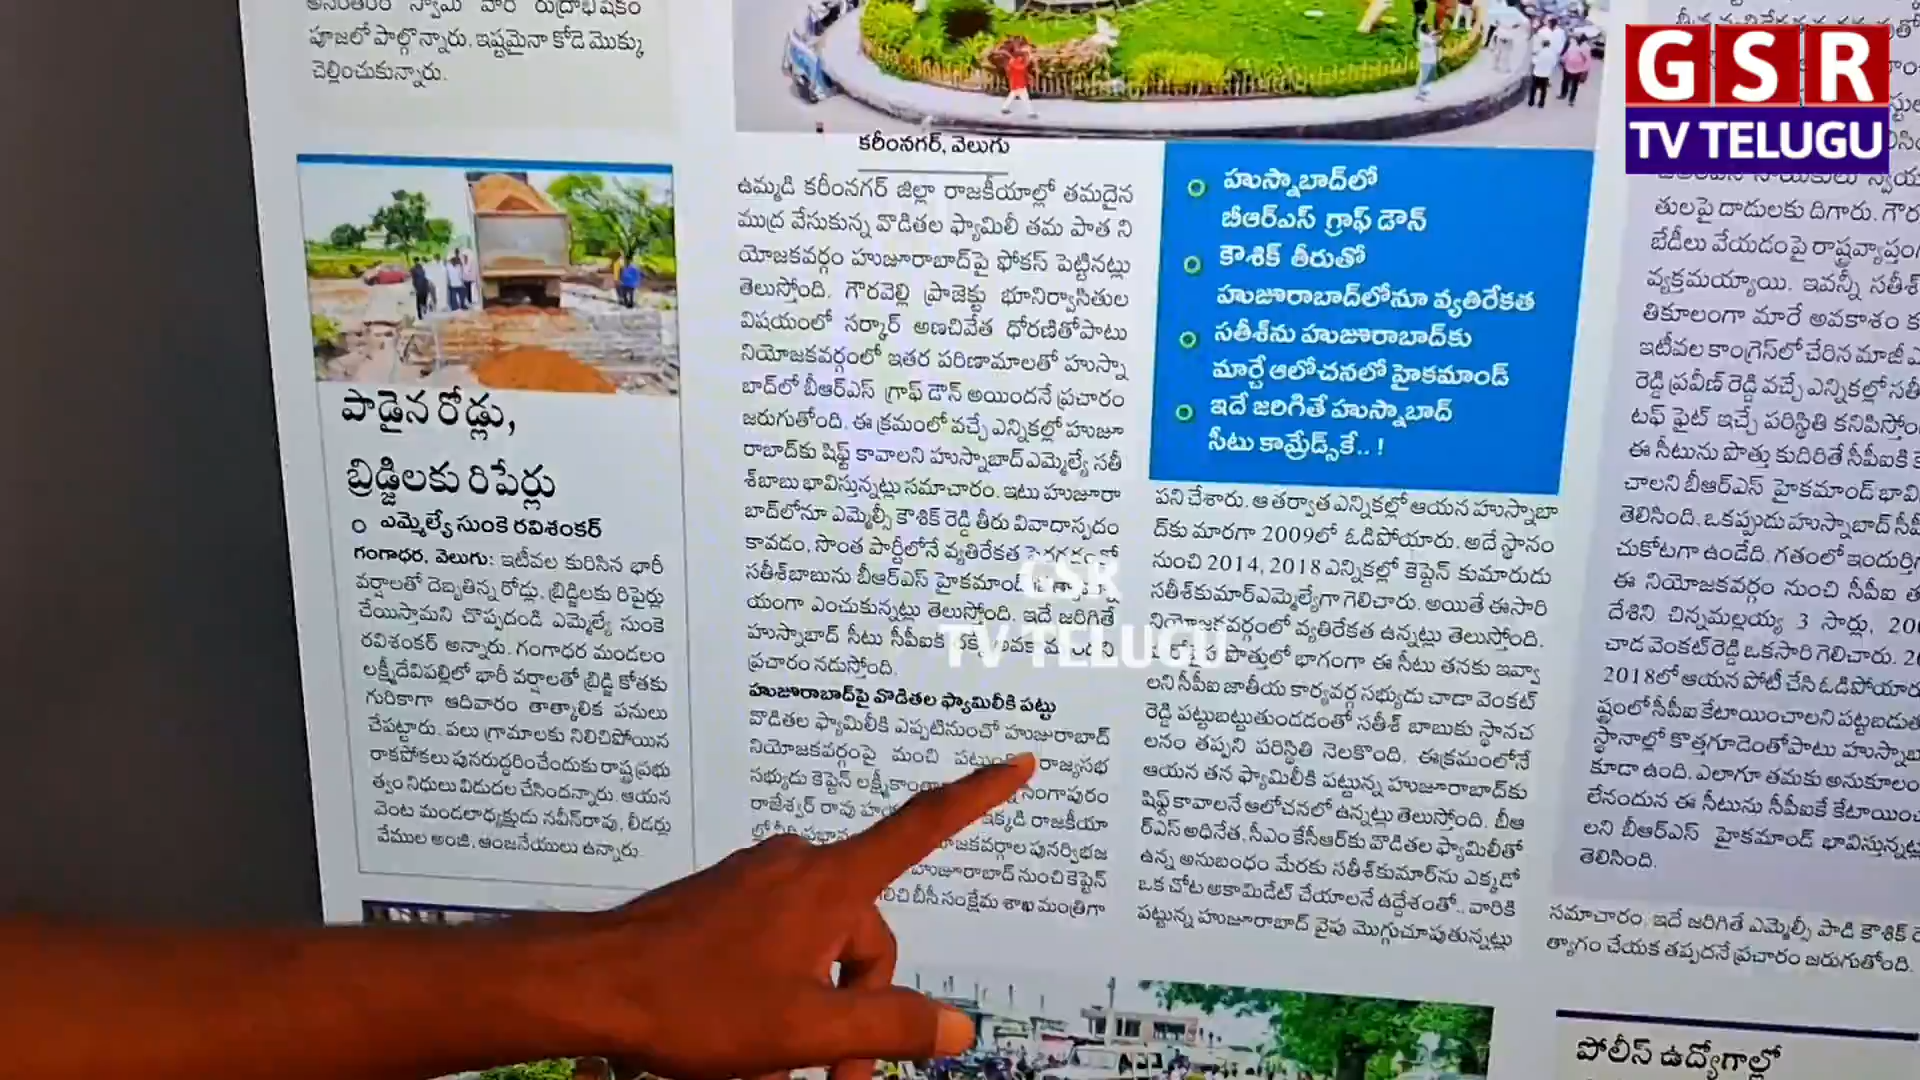 పూజలో పాల్గొన్నారు. ఇష్టమైనా కోడె మొక్కు
చెల్లించుకున్నారు.
పాడైన రోడ్లు,
బ్రిడ్జిలకు రిపేర్లు
ఎమ్మెల్యే సుంకె రవిశంకర్
గంగాధర, వెలుగు: ఇటీవల కురిసిన భారీ
వర్షాలతో దెబ్బతిన్న రోడ్లు, బ్రిడ్జిలకు రిపైర్లు
చేయిస్తామని చొప్పదండి ఎమ్మెల్యే సుంకె
రవిశంకర్ అన్నారు. గంగాధర మండలం
లక్ష్మీదేవిపల్లిలో భారీ వర్షాలతో బ్రిడ్జి కోతకు
గురికాగా ఆదివారం తాత్కాలిక పనులు
చేపట్టారు. పలు గ్రామాలకు నిలిచిపోయిన
రాకపోకలు పునరుద్ధరించేందుకు రాష్ట్ర ప్రభు
త్వం నిధులు విడుదల చేసిందన్నారు. ఆయన
వెంట మండలాధ్యక్షుడు నవీన్‌రావు, లీడర్లు
వేముల అంజి, ఆంజనేయులు ఉన్నారు.
కరీంనగర్, వెలుగు
ఉమ్మడి కరీంనగర్ జిల్లా రాజకీయాల్లో తమదైన
ముద్ర వేసుకున్న వొడితల ఫ్యామిలీ తమ పాత ని
యోజకవర్గం హుజూరాబాద్‌పై ఫోకస్ పెట్టినట్లు
తెలుస్తోంది. గౌరవెల్లి ప్రాజెక్టు భూనిర్వాసితుల
విషయంలో సర్కార్ అణచివేత ధోరణితోపాటు
నియోజకవర్గంలో ఇతర పరిణామాలతో హుస్నా
బాద్‌లో బీఆర్ఎస్ గ్రాఫ్ డౌన్ అయిందనే ప్రచారం
జరుగుతోంది. ఈ క్రమంలో వచ్చే ఎన్నికల్లో హుజూ
రాబాద్‌కు షిఫ్ట్ కావాలని హుస్నాబాద్ ఎమ్మెల్యే సతీ
శ్‌బాబు భావిస్తున్నట్లు సమాచారం. ఇటు హుజూరా
బాద్‌లోనూ ఎమ్మెల్సీ కౌశిక్ రెడ్డి తీరు వివాదాస్పదం
కావడం, సొంత పార్టీలోనే వ్యతిరేకత
సతీశ్‌బాబును బీఆర్ఎస్ హైకమాండ్
యంగా ఎంచుకున్నట్లు తెలుస్తోంది. ఇదే జరిగితే
హుస్నాబాద్ సీటు సీపీఐకి
ప్రచారం నడుస్తోంది.
హుజూరాబాద్‌పై వొడితల ఫ్యామిలీకి పట్టు
వొడితల ఫ్యామిలీకి ఎప్పటినుంచో హుజురాబాద్
నియోజకవర్గంపై మంచి రాజ్యసభ
సభ్యుడు కెప్టెన్ సింగాపురం
రాజేశ్వర్ రావు ఇక్కడి రాజకీయా
పునర్విభజ
హుజూరాబాద్ నుంచి కెప్టెన్
బీసీ సంక్షేమ శాఖ మంత్రిగా
హుస్నాబాద్‌లో
బీఆర్ఎస్ గ్రాఫ్ డౌన్
కౌశిక్ తీరుతో
హుజూరాబాద్‌లోనూ వ్యతిరేకత
సతీశ్‌ను హుజూరాబాద్‌కు
మార్చే ఆలోచనలో హైకమాండ్
ఇదే జరిగితే హుస్నాబాద్
సీటు కామ్రేడ్స్‌కే.. !
పని చేశారు. ఆ తర్వాత ఎన్నికల్లో ఆయన హుస్నాబా
ద్‌కు మారగా 2009లో ఓడిపోయారు. అదే స్థానం
నుంచి 2014, 2018 ఎన్నికల్లో కెప్టెన్ కుమారుడు
సతీశ్‌కుమార్ ఎమ్మెల్యేగా గెలిచారు. అయితే ఈసారి
నియోజకవర్గంలో వ్యతిరేకత ఉన్నట్లు తెలుస్తోంది.
పొత్తులో భాగంగా ఈ సీటు తనకు ఇవ్వా
లని సీపీఐ జాతీయ కార్యవర్గ సభ్యుడు చాడా వెంకట్
రెడ్డి పట్టుబట్టుతుండడంతో సతీశ్ బాబుకు స్థానచ
లనం తప్పని పరిస్థితి నెలకొంది. ఈక్రమంలోనే
ఆయన తన ఫ్యామిలీకి పట్టున్న హుజూరాబాద్‌కు
షిఫ్ట్ కావాలనే ఆలోచనలో ఉన్నట్లు తెలుస్తోంది. బీఆ
ర్ఎస్ అధినేత, సీఎం కేసీఆర్‌కు వొడితల ఫ్యామిలీతో
ఉన్న అనుబంధం మేరకు సతీశ్‌కుమార్‌ను ఎక్కడో
ఒక చోట అకామిడేట్ చేయాలనే ఉద్దేశంతో.. వారికి
పట్టున్న హుజూరాబాద్ వైపు మొగ్గుచూపుతున్నట్లు
తులపై దాడులకు దిగారు. గౌర
బేడీలు వేయడంపై రాష్ట్రవ్యాప్తం
వ్యక్తమయ్యాయి. ఇవన్నీ సతీశ్
తికూలంగా మారే అవకాశం
ఇటీవల కాంగ్రెస్‌లో చేరిన మాజీ
రెడ్డి ప్రవీణ్ రెడ్డి వచ్చే ఎన్నికల్లో సతీ
టఫ్ ఫైట్ ఇచ్చే పరిస్థితి కనిపిస్తోం
ఈ సీటును పొత్తు కుదిరితే సీపీఐకి
చాలని బీఆర్ఎస్ హైకమాండ్ భావి
తెలిసింది. ఒకప్పుడు హుస్నాబాద్ సీపీ
చుకోటగా ఉండేది. గతంలో ఇందుర్తి
ఈ నియోజకవర్గం నుంచి సీపీఐ త
దేశిని చిన్నమల్లయ్య 3 సార్లు,
చాడ వెంకట్ రెడ్డి ఒకసారి గెలిచారు.
2018లో ఆయన పోటీ చేసి ఓడిపోయారు
ష్ట్రంలో సీపీఐ కేటాయించాలని పట్టబడుతు
స్థానాల్లో కొత్తగూడెంతోపాటు హుస్నాబా
కూడా ఉంది. ఎలాగూ తమకు అనుకూలం
లేనందున ఈ సీటును సీపీఐకే కేటాయించా
లని బీఆర్ఎస్ హైకమాండ్ భావిస్తున్నట్లు
తెలిసింది.
సమాచారం. ఇదే జరిగితే ఎమ్మెల్సీ పాడి కౌశిక్
త్యాగం చేయక తప్పదనే ప్రచారం జరుగుతోంది.
పోలీస్ ఉద్యోగాల్లో
GSR
TV TELUGU
GSR
TV TELUGU